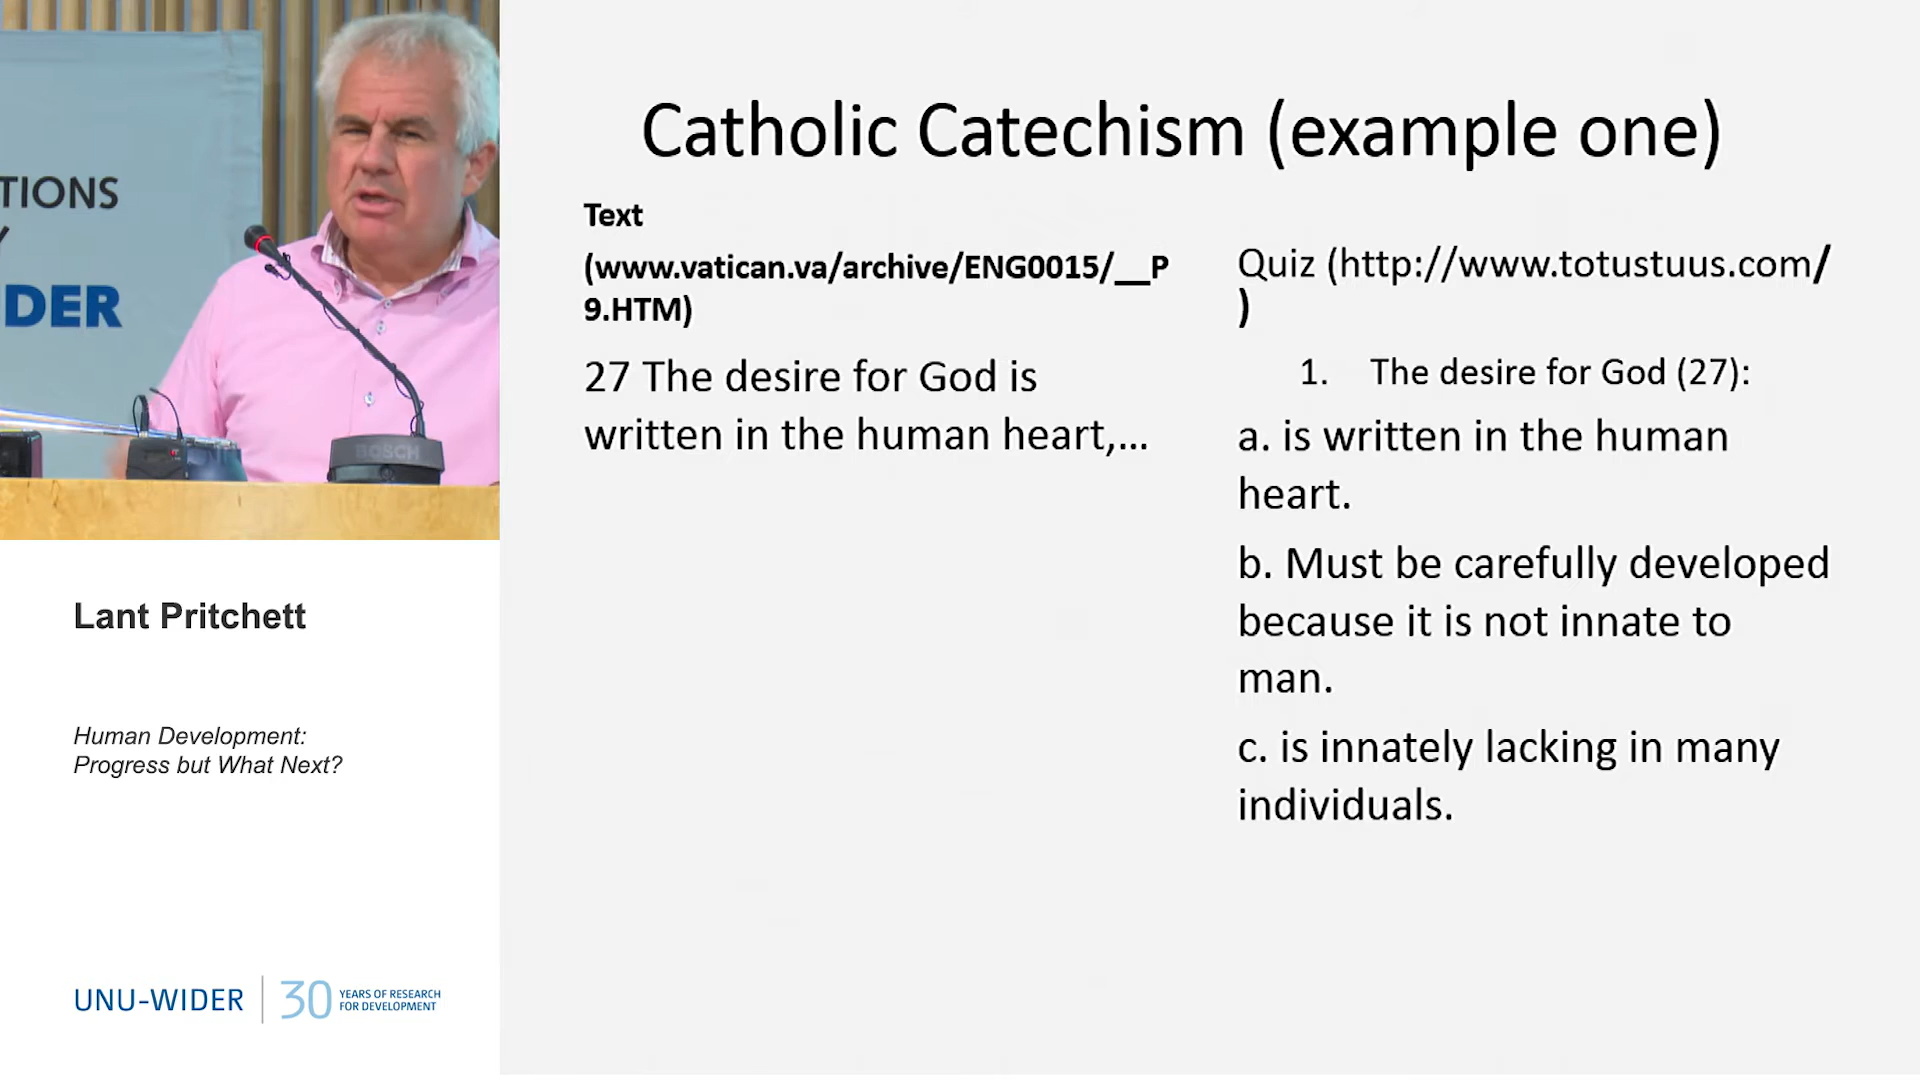 TIONS
Y
DER
BOSCH
Lant Pritchett
Human Development:
Progress but What Next?
UNU-WIDER
30
YEARS OF RESEARCH
FOR DEVELOPMENT
Catholic Catechism (example one)
Text
(www.vatican.va/archive/ENG0015/__P
9.HTM)
27 The desire for God is
written in the human heart,...
Quiz (http://www.totustuus.com/
)
1. The desire for God (27):
a. is written in the human
heart.
b. Must be carefully developed
because it is not innate to
man.
c. is innately lacking in many
individuals.